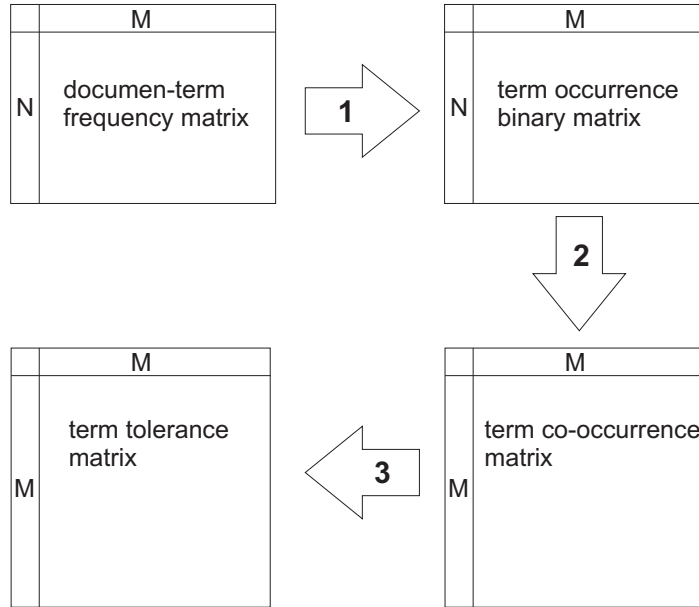 M
N
documen-term
frequency matrix
1
M
N
term occurrence
binary matrix
2
M
M
term tolerance
matrix
3
M
M
term co-occurrence
matrix